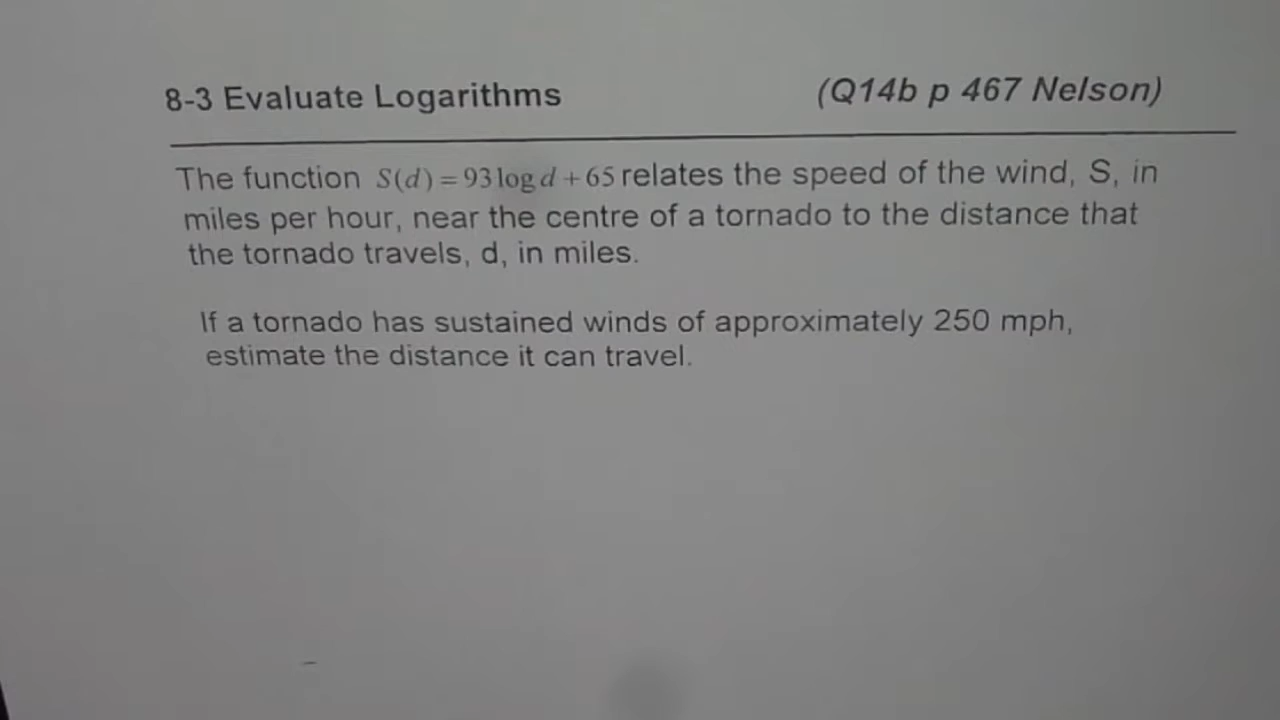 8-3 Evaluate Logarithms (Q14b p 467 Nelson)
The function S(d) = 93 log d + 65 relates the speed of the wind, S, in
miles per hour, near the centre of a tornado to the distance that
the tornado travels, d, in miles.
If a tornado has sustained winds of approximately 250 mph,
estimate the distance it can travel.